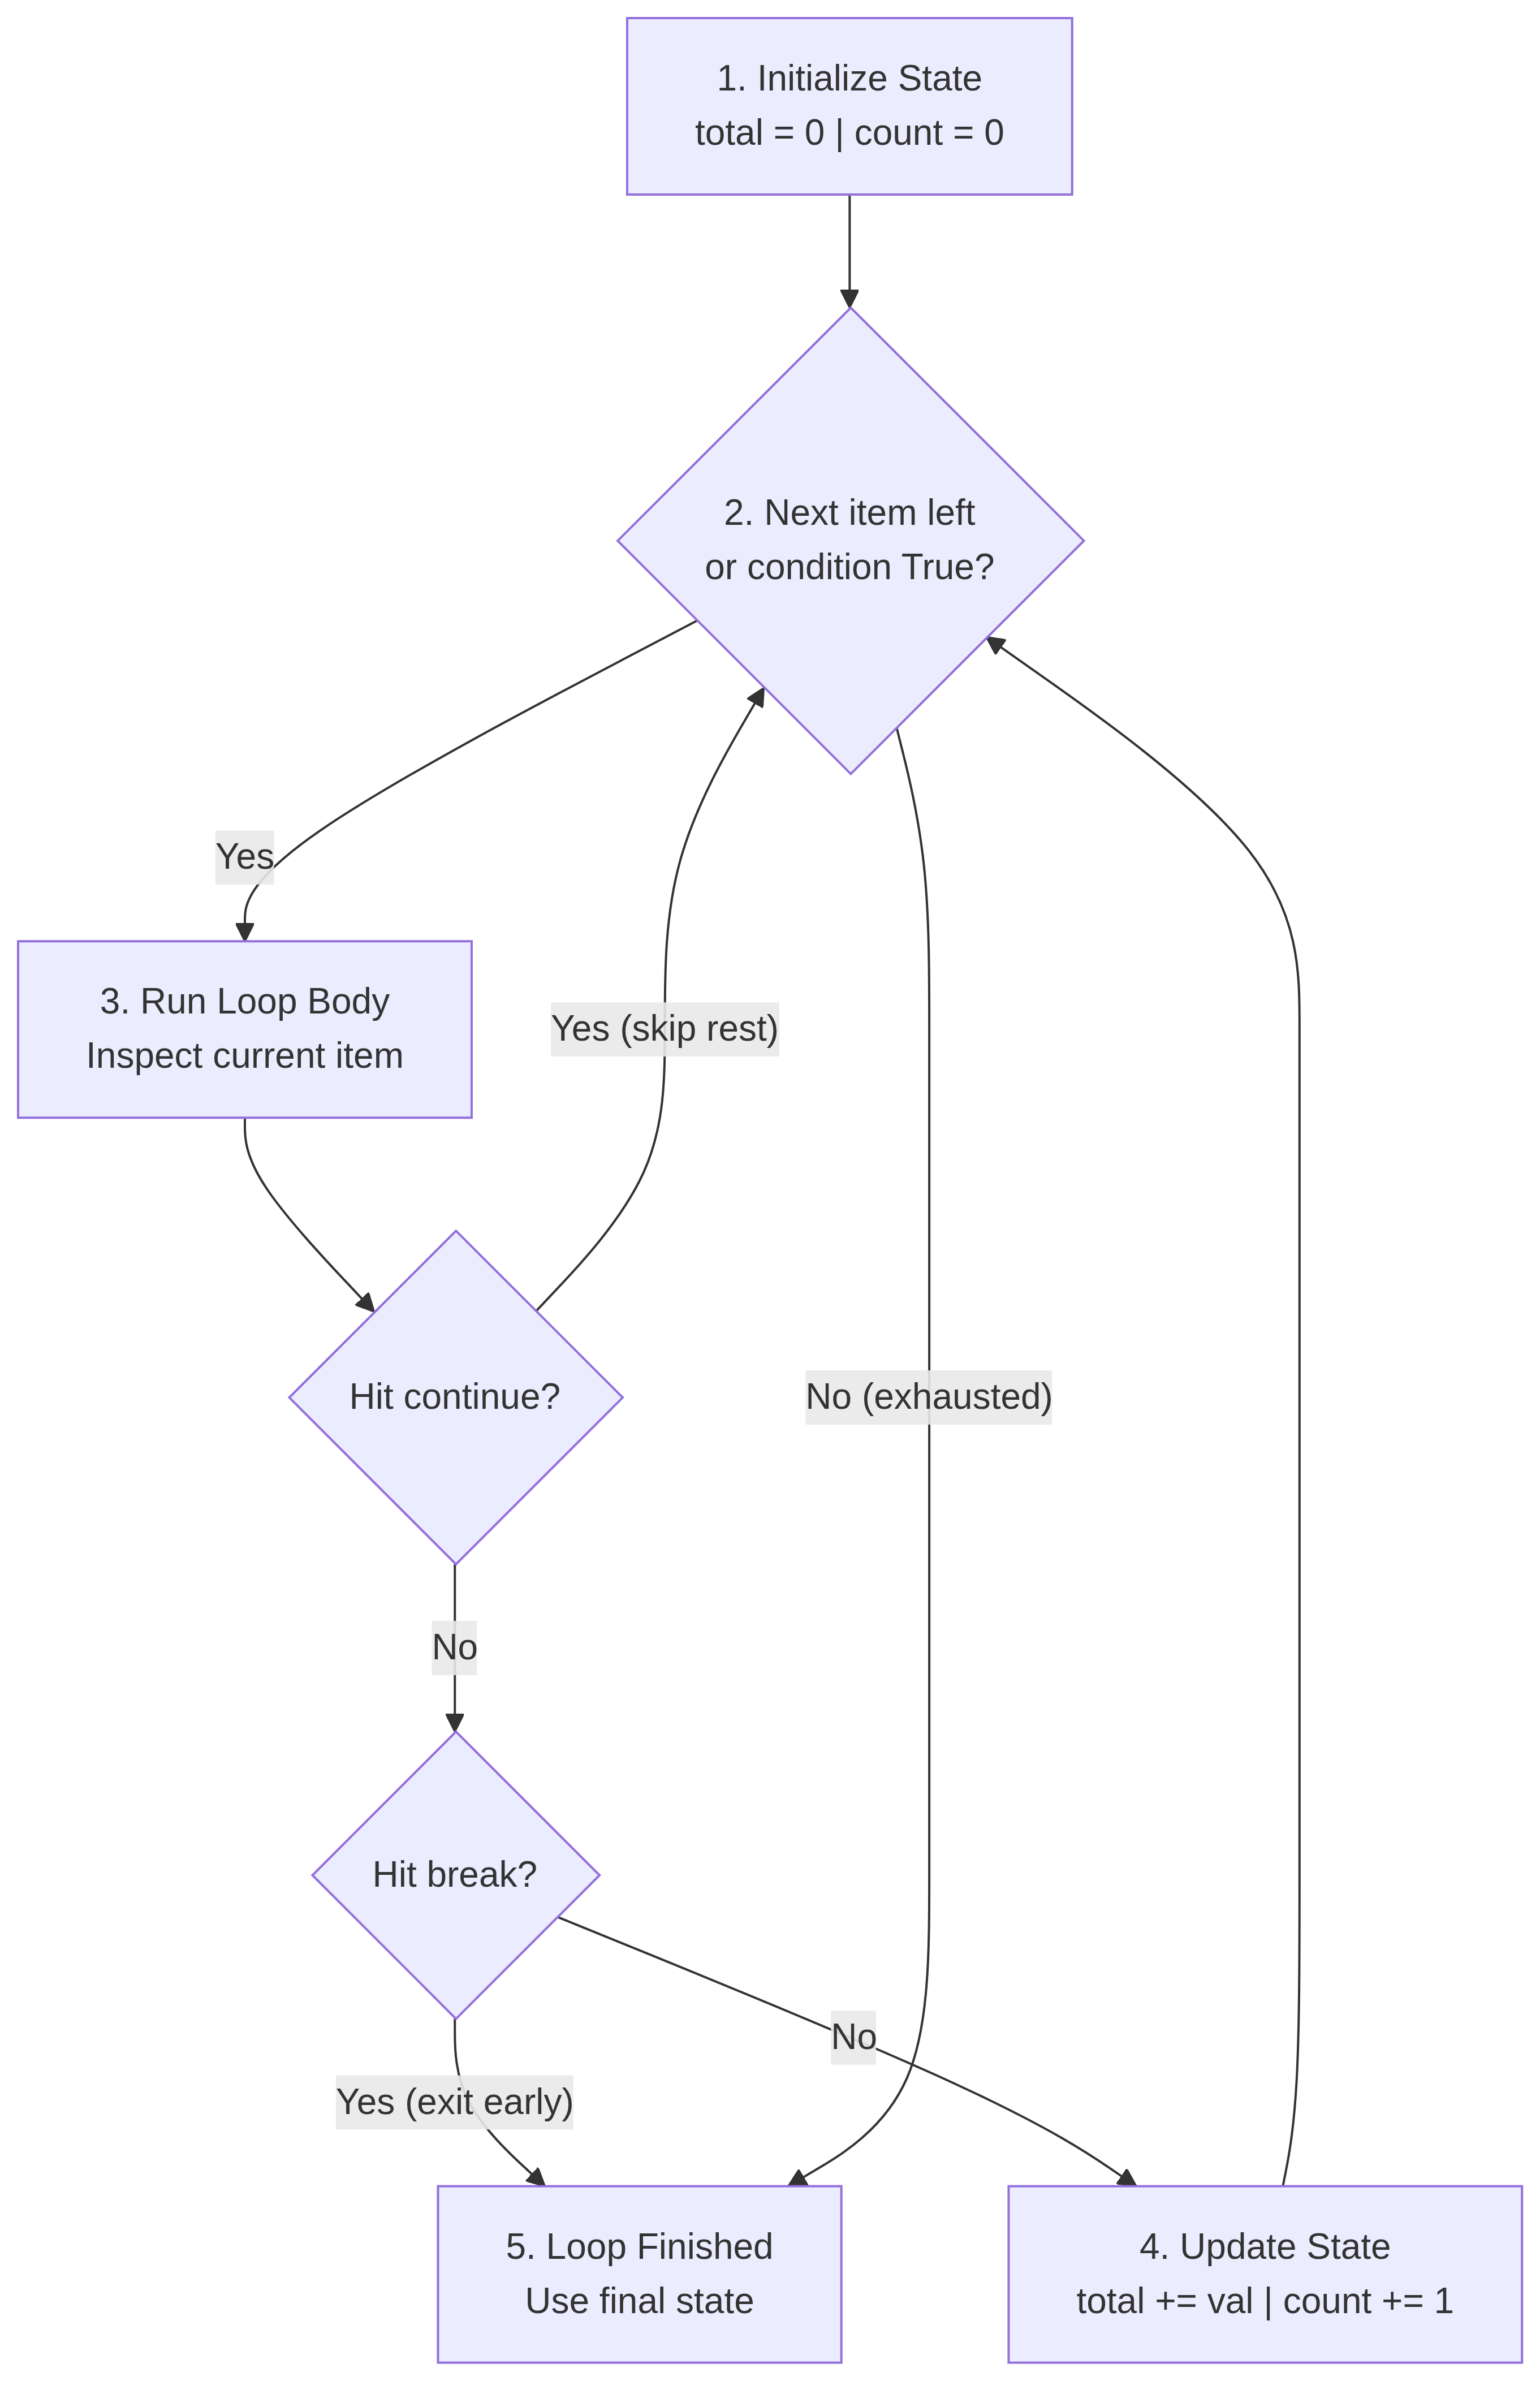 1. Initialize State
total = 0 | count = 0
2. Next item left
or condition True?
Yes
3. Run Loop Body
Inspect current item
Yes (skip rest)
Hit continue?
No (exhausted)
No
Hit break?
No
Yes (exit early)
5. Loop Finished
Use final state
4. Update State
total += val | count += 1